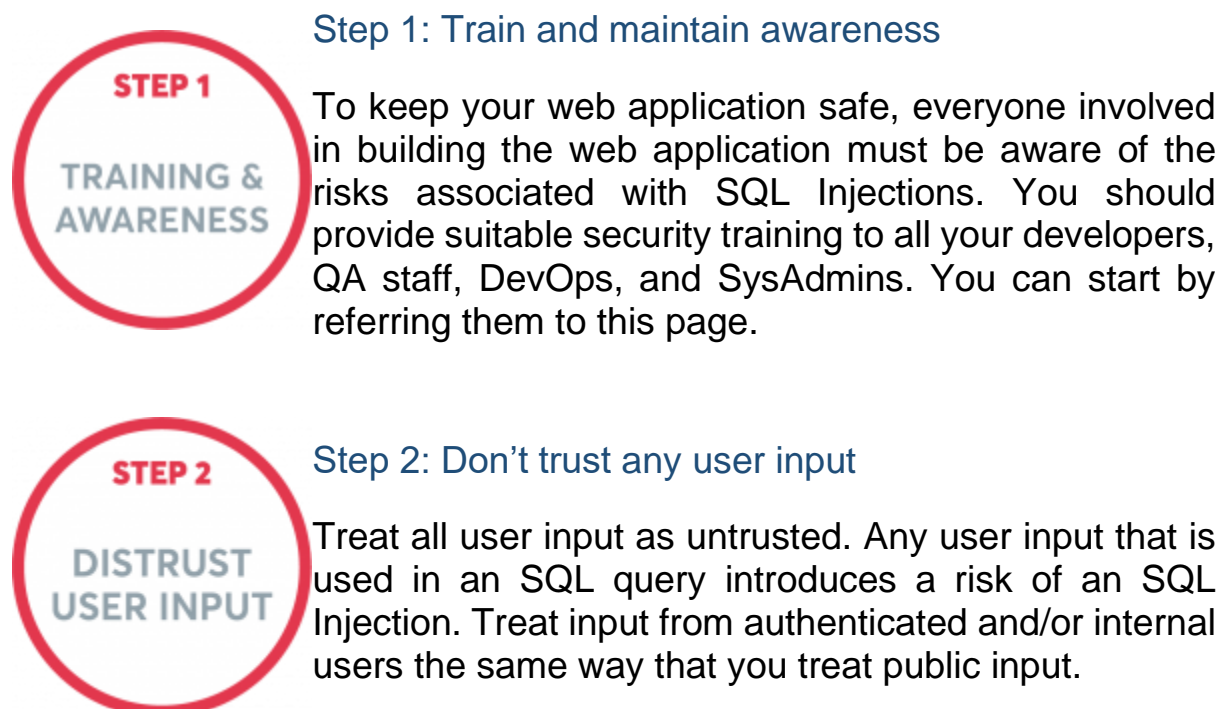 Step 1: Train and maintain awareness
STEP 1
TRAINING &
AWARENESS
To keep your web application safe, everyone involved
in building the web application must be aware of the
risks associated with SQL Injections. You should
provide suitable security training to all your developers,
QA staff, DevOps, and SysAdmins. You can start by
referring them to this page.
Step 2: Don’t trust any user input
STEP 2
DISTRUST
USER INPUT
Treat all user input as untrusted. Any user input that is
used in an SQL query introduces a risk of an SQL
Injection. Treat input from authenticated and/or internal
users the same way that you treat public input.